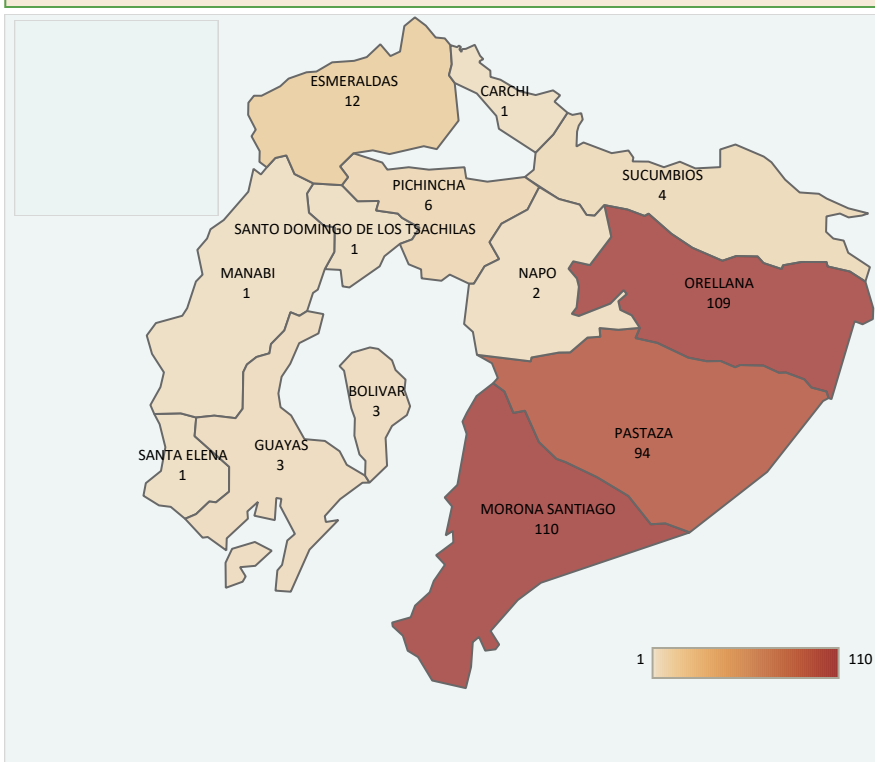 ESMERALDAS
12
CARCHI
1
SUCUMBIOS
4
PICHINCHA
6
SANTO DOMINGO DE LOS TSACHILAS
1
MANABI
1
NAPO
2
ORELLANA
109
BOLIVAR
3
PASTAZA
94
SANTA ELENA
1
GUAYAS
3
MORONA SANTIAGO
110
1
110